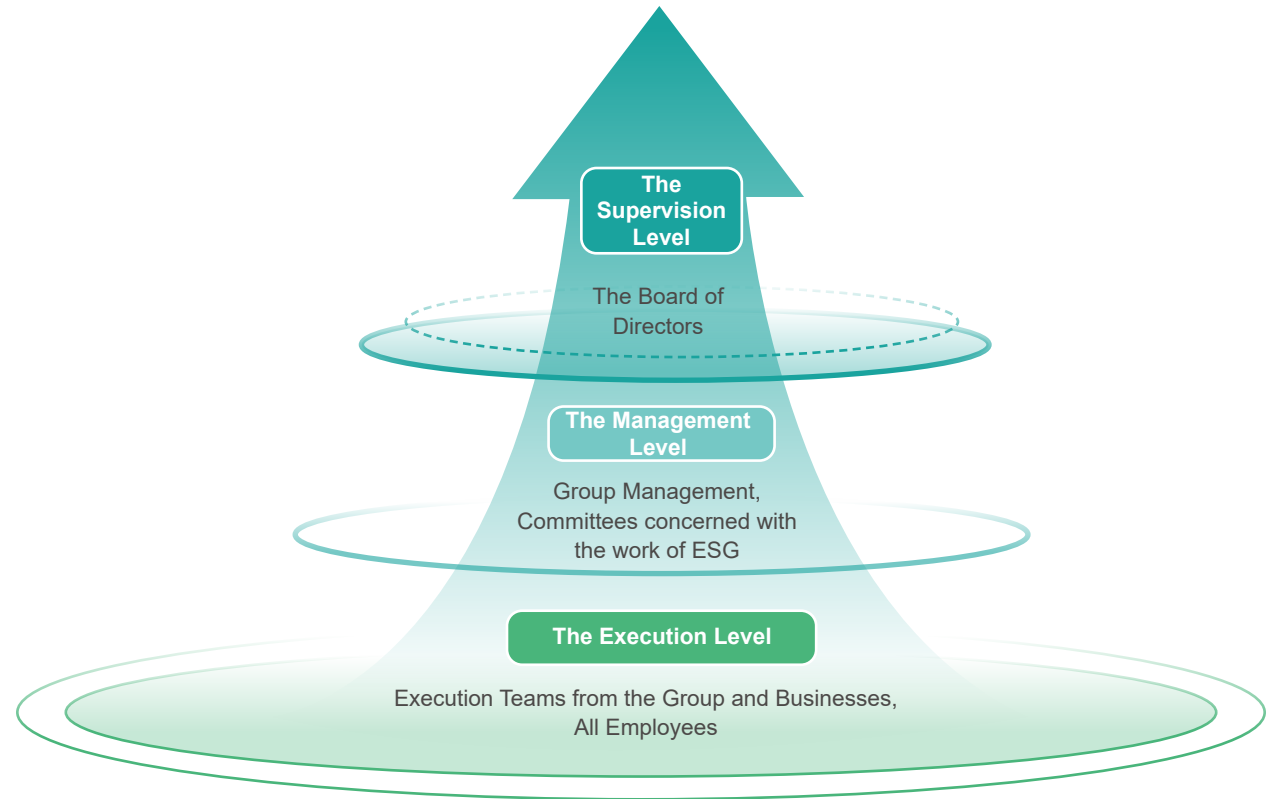 The
Supervision
Level
The Board of
Directors
The Management
Level
Group Management,
Committees concerned with
the work of ESG
The Execution Level
Execution Teams from the Group and Businesses,
All Employees